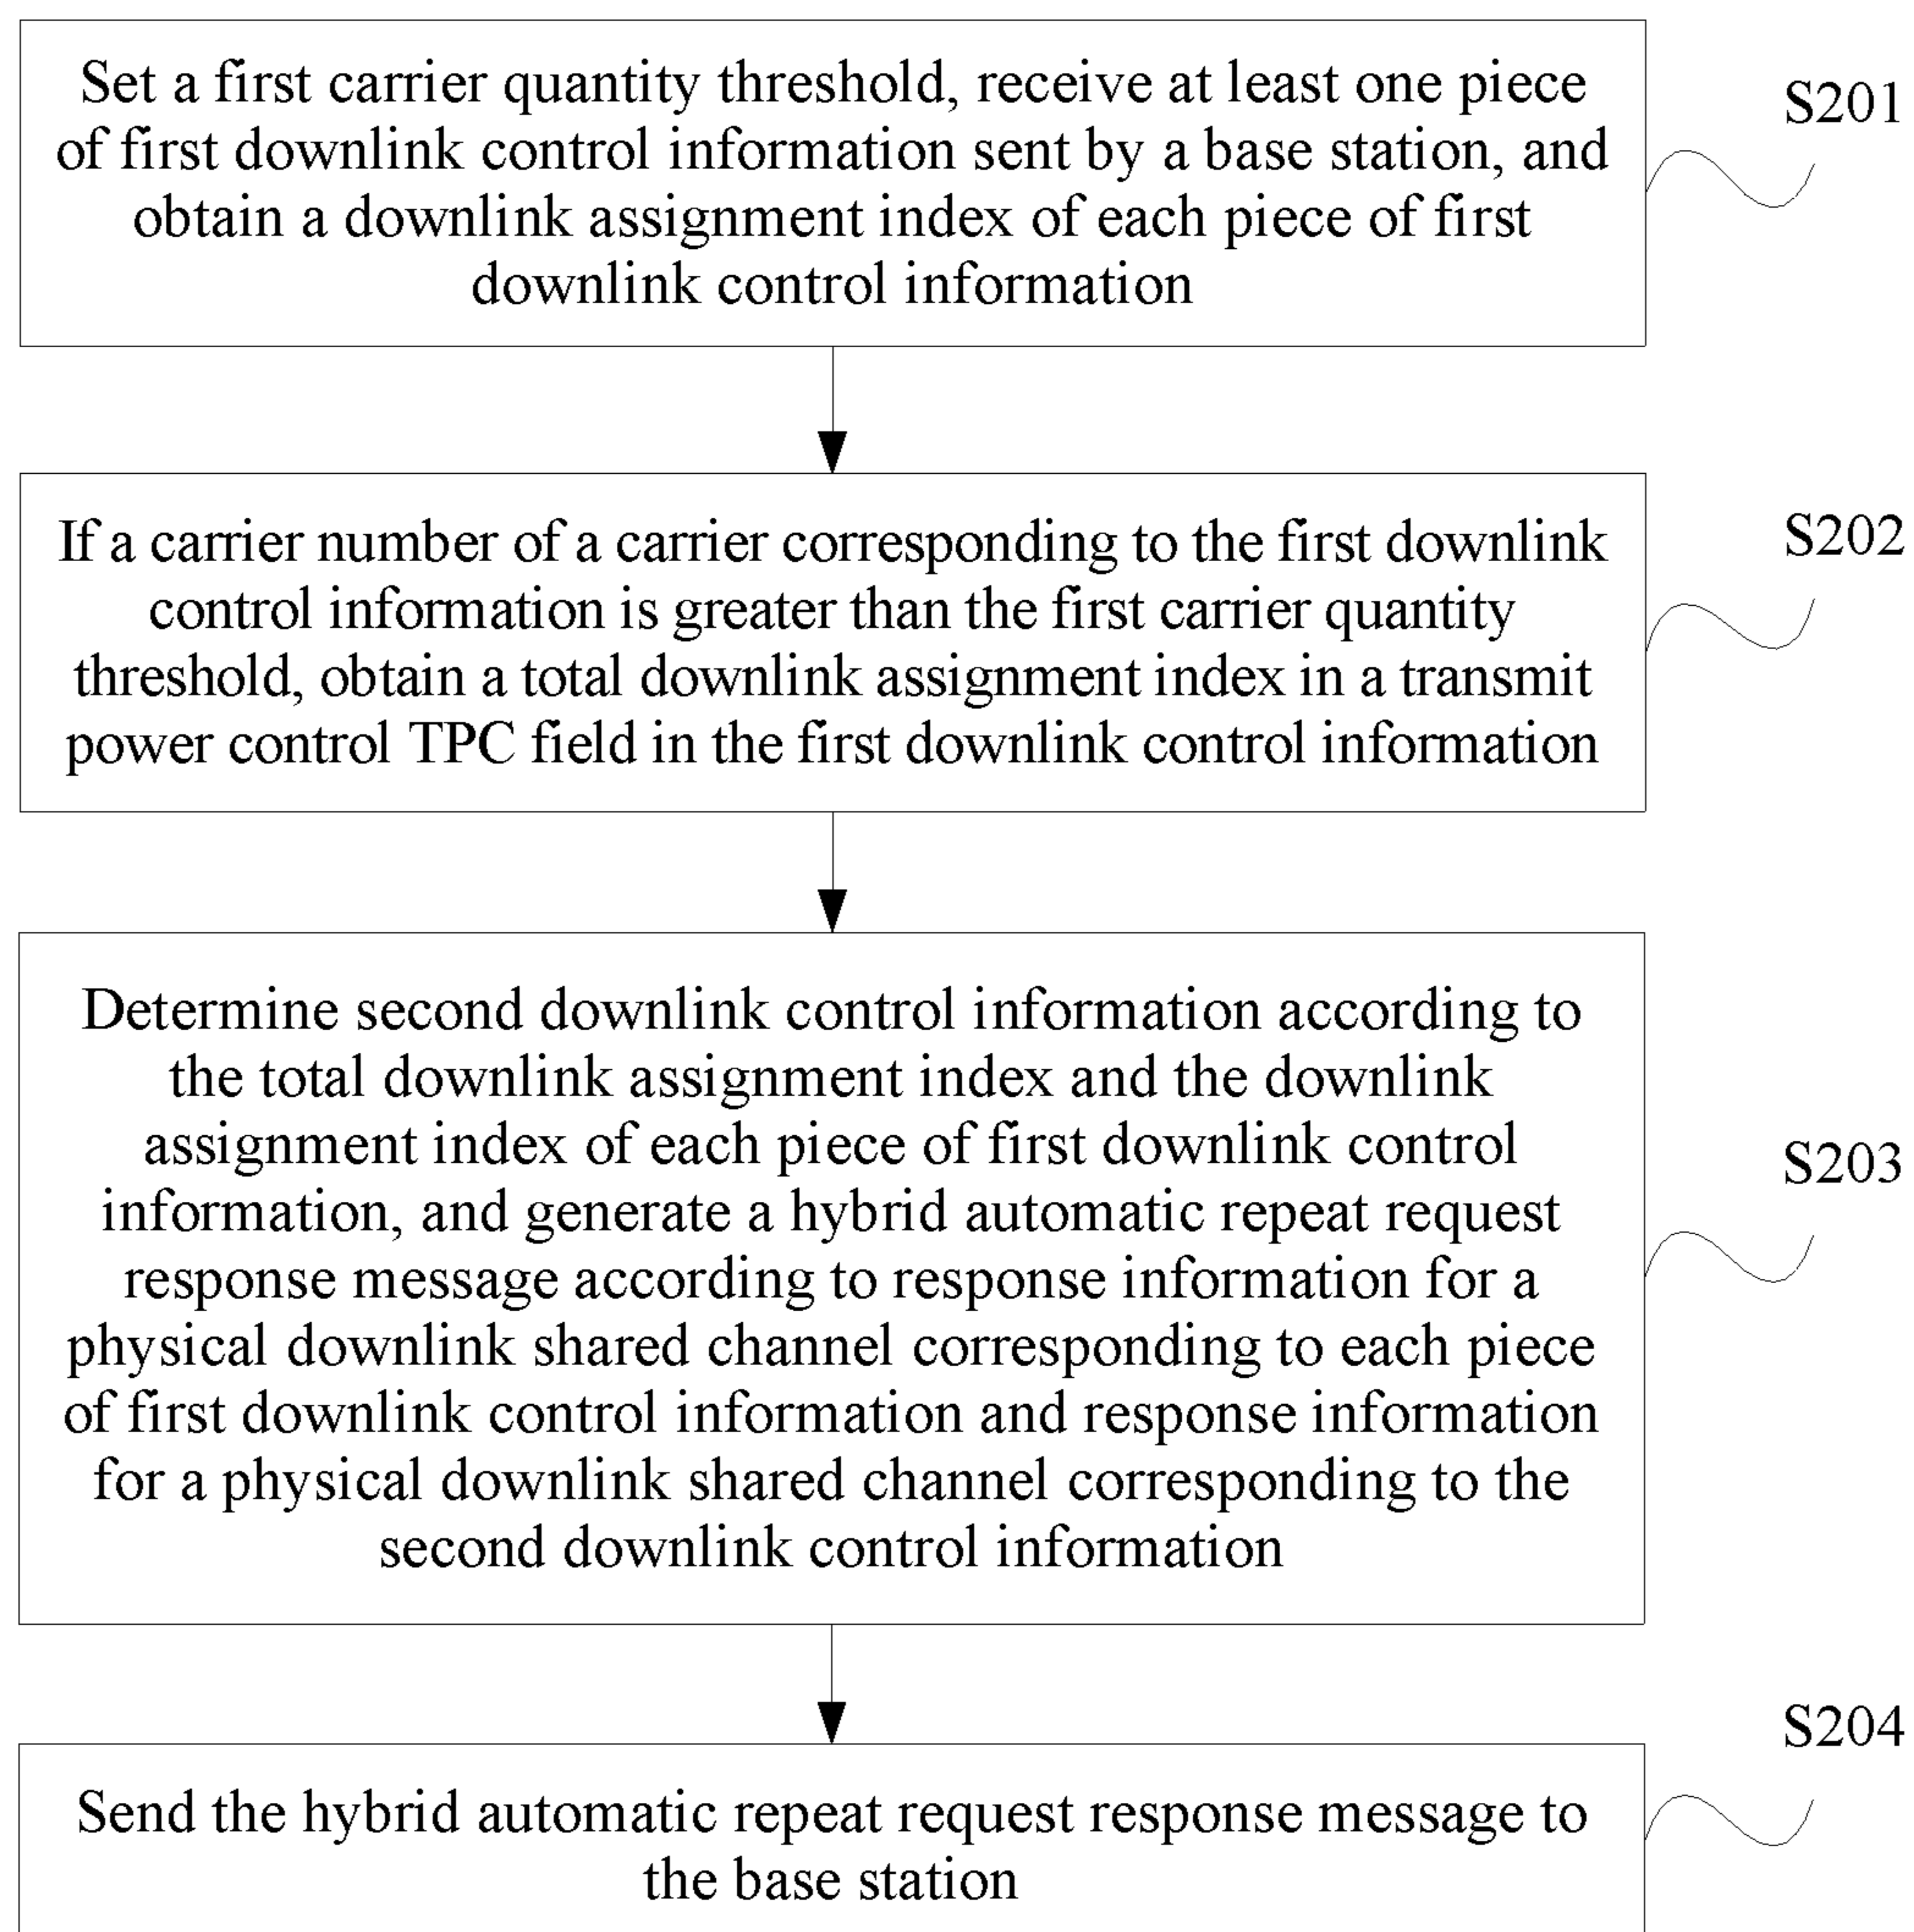 Set a first carrier quantity threshold, receive at least one piece
of first downlink control information sent by a base station, and
obtain a downlink assignment index of each piece of first
downlink control information
S201
If a carrier number of a carrier corresponding to the first downlink
control information is greater than the first carrier quantity
threshold, obtain a total downlink assignment index in a transmit
power control TPC field in the first downlink control information
S202
Determine second downlink control information according to
the total downlink assignment index and the downlink
assignment index of each piece of first downlink control
information, and generate a hybrid automatic repeat request
response message according to response information for a
physical downlink shared channel corresponding to each piece
of first downlink control information and response information
for a physical downlink shared channel corresponding to the
second downlink control information
S203
Send the hybrid automatic repeat request response message to
the base station
S204